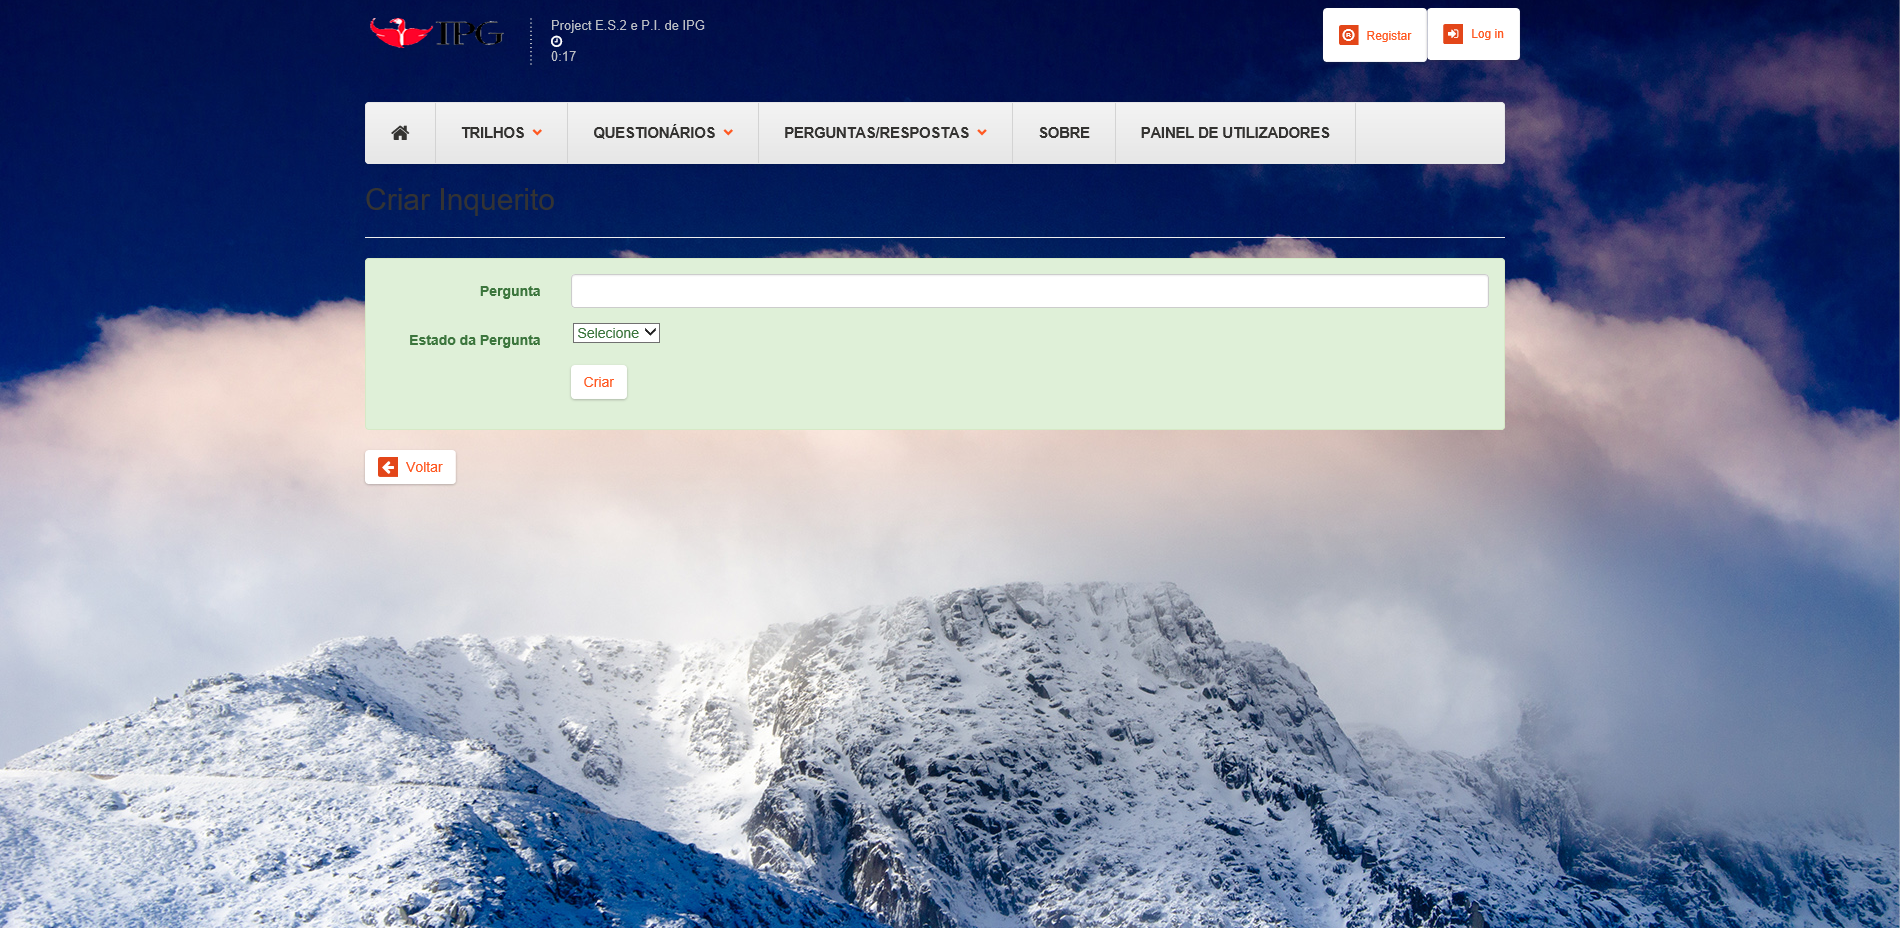 IPG
Project E.S.2 e P.I. de IPG
0:17
Registar
Log in
TRILHOS
QUESTIONÁRIOS
PERGUNTAS/RESPOSTAS
SOBRE
PAINEL DE UTILIZADORES
Criar Inquerito
Pergunta
Estado da Pergunta
Selecione
Criar
Voltar